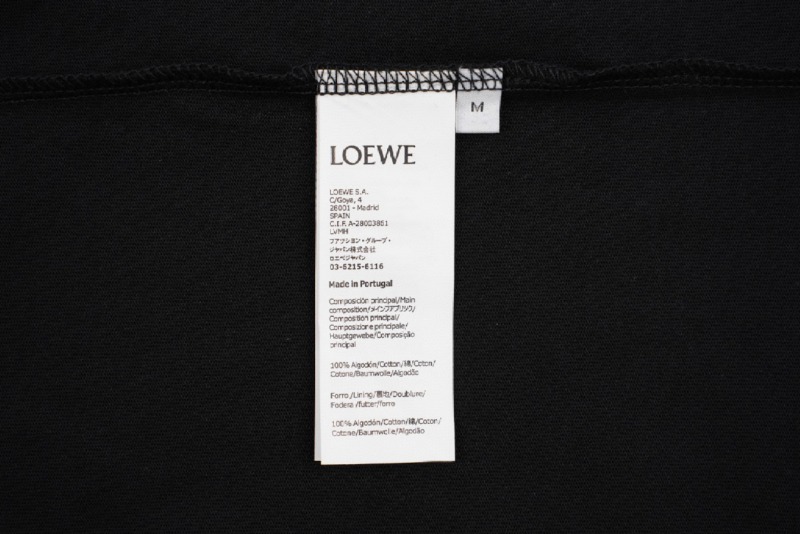 M
LOEWE
LOEWE S.A.
C/Goya, 4
28001 - Madrid
SPAIN
C.I.F. A-28003861
LVMH
ファッション・グループ・
ジャパン株式会社
ロエベジャパン
03-6215-6116
Made in Portugal
Composición principal/Main
composition/メインファブリック/
Composition principal/
Composizione principale/
Hauptgewebe/Composição
principal
100% Algodón/Cotton/綿/Coton/
Cotone/Baumwolle/Algodão
Forro/Lining/裏地/Doublure/
Fodera/futter/forro
100% Algodón/Cotton/綿/Coton/
Cotone/Baumwolle/Algodão